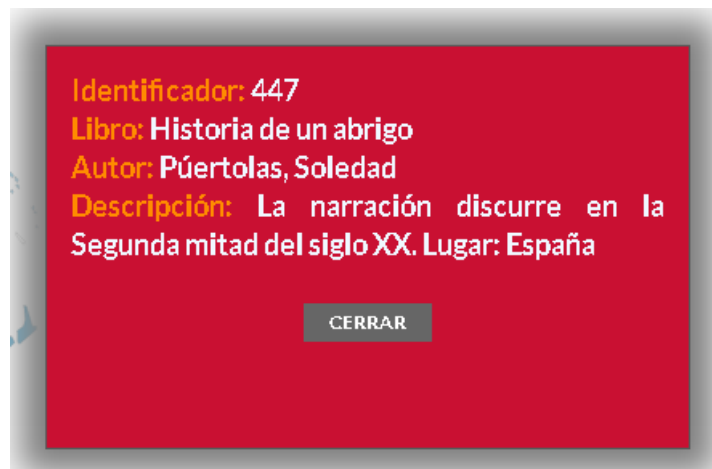 Identificador: 447
Libro: Historia de un abrigo
Autor: Púertolas, Soledad
Descripción: La narración discurre en la
Segunda mitad del siglo XX. Lugar: España
CERRAR